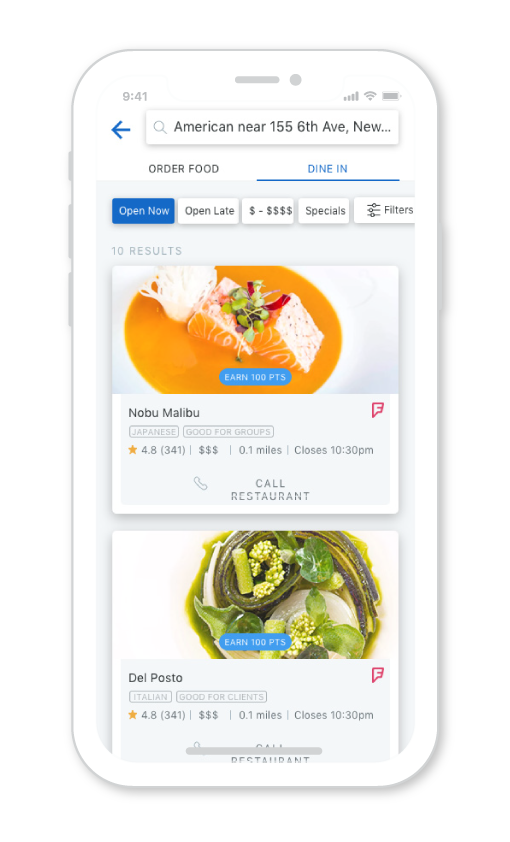 9:41
American near 155 6th Ave, New...
ORDER FOOD DINE IN
Open Now Open Late $ - $$$$ Specials Filters
10 RESULTS
EARN 100 PTS
Nobu Malibu
JAPANESE GOOD FOR GROUPS
4.8 (341) | $$$ | 0.1 miles | Closes 10:30pm
CALL
RESTAURANT
EARN 100 PTS
Del Posto
ITALIAN GOOD FOR CLIENTS
4.8 (341) | $$$ | 0.1 miles | Closes 10:30pm
CALL
RESTAURANT